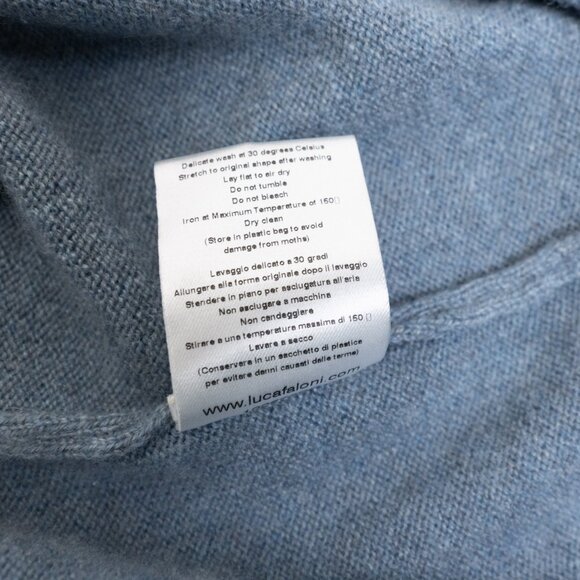 Delicate wash at 30 degrees Celsius
Stretch to original shape after washing
Lay flat to air dry
Do not tumble
Do not bleach
Iron at Maximum Temperature of 150▯
Dry clean
(Store in plastic bag to avoid
damage from moths)
Lavaggio delicato a 30 gradi
Allungare alla forma originale dopo il lavaggio
Stendere in piano per asciugatura all'aria
Non asciugare a macchina
Non candeggare
Stirare a una temperatura massima di 150▯
Lavare a secco
(Conservare in un sacchetto di plastica
per evitare danni causati dalle tarme)
www.lucafaloni.com